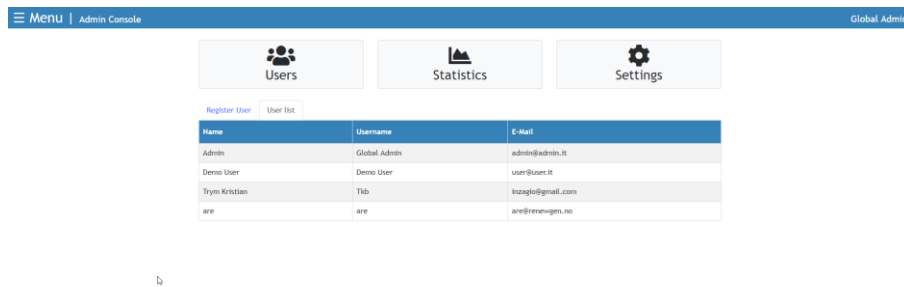 ☰ Menu | Admin Console Global Admin
Users Statistics Settings
Register User User list
Name Username E-Mail
Admin Global Admin admin@admin.it
Demo User Demo User user@user.it
Trym Kristian Tkb inzagio@gmail.com
are are are@renewgen.no